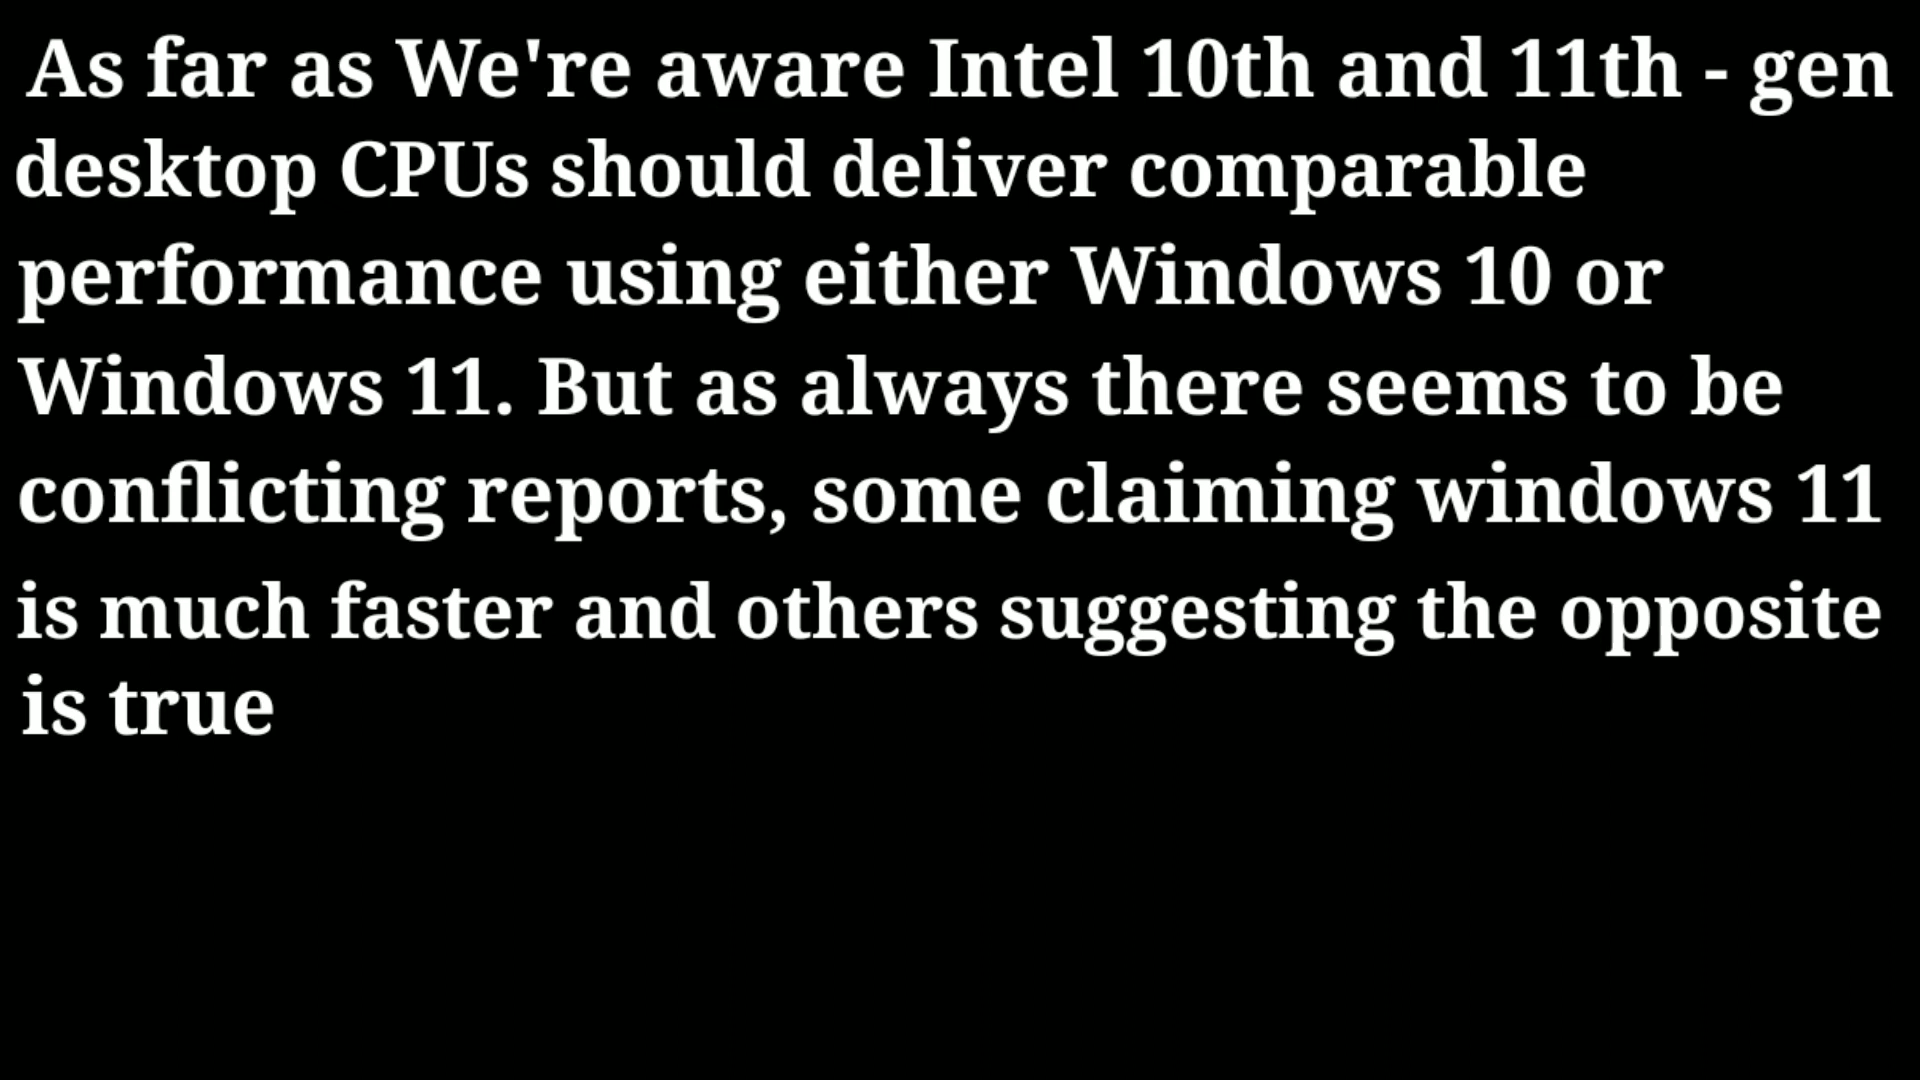 As far as We're aware Intel 10th and 11th - gen
desktop CPUs should deliver comparable
performance using either Windows 10 or
Windows 11. But as always there seems to be
conflicting reports, some claiming windows 11
is much faster and others suggesting the opposite
is true